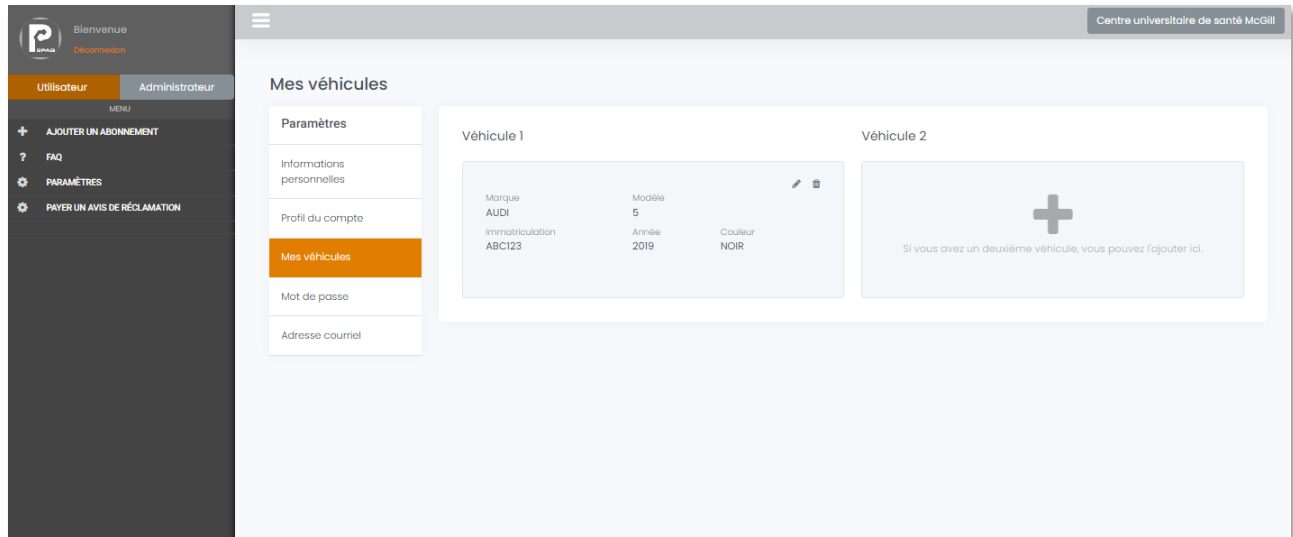 Bienvenue
SPAQ
Déconnexion
Centre universitaire de santé McGill
Utilisateur
Administrateur
MENU
AJOUTER UN ABONNEMENT
? FAQ
PARAMÈTRES
PAYER UN AVIS DE RÉCLAMATION
Mes véhicules
Paramètres
Informations
personnelles
Profil du compte
Mes véhicules
Mot de passe
Adresse courriel
Véhicule 1
Marque
AUDI
Modèle
5
Immatriculation
ABC123
Année
2019
Couleur
NOIR
Véhicule 2
Si vous avez un deuxième véhicule, vous pouvez l'ajouter ici.